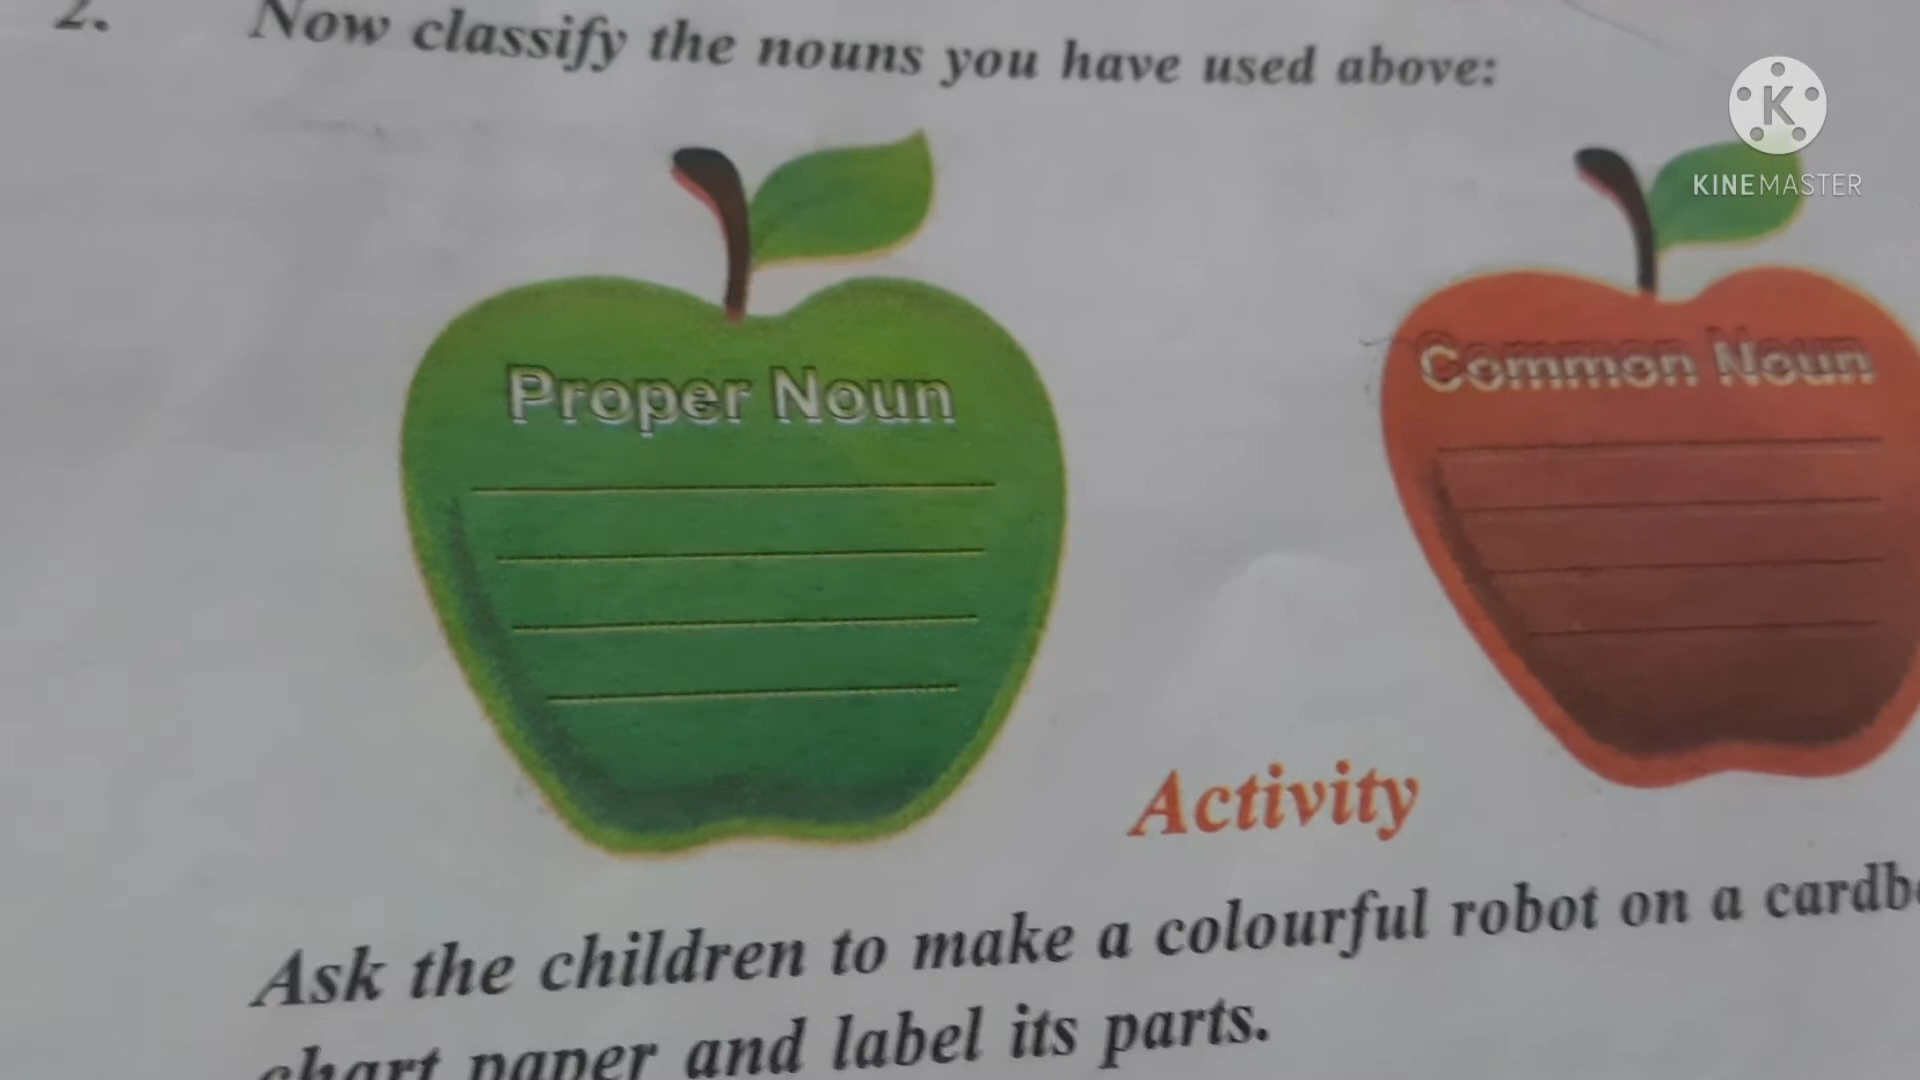 2. Now classify the nouns you have used above:
K
KINEMASTER
Proper Noun
Common Noun
Activity
Ask the children to make a colourful robot on a
chart paper and label its parts.